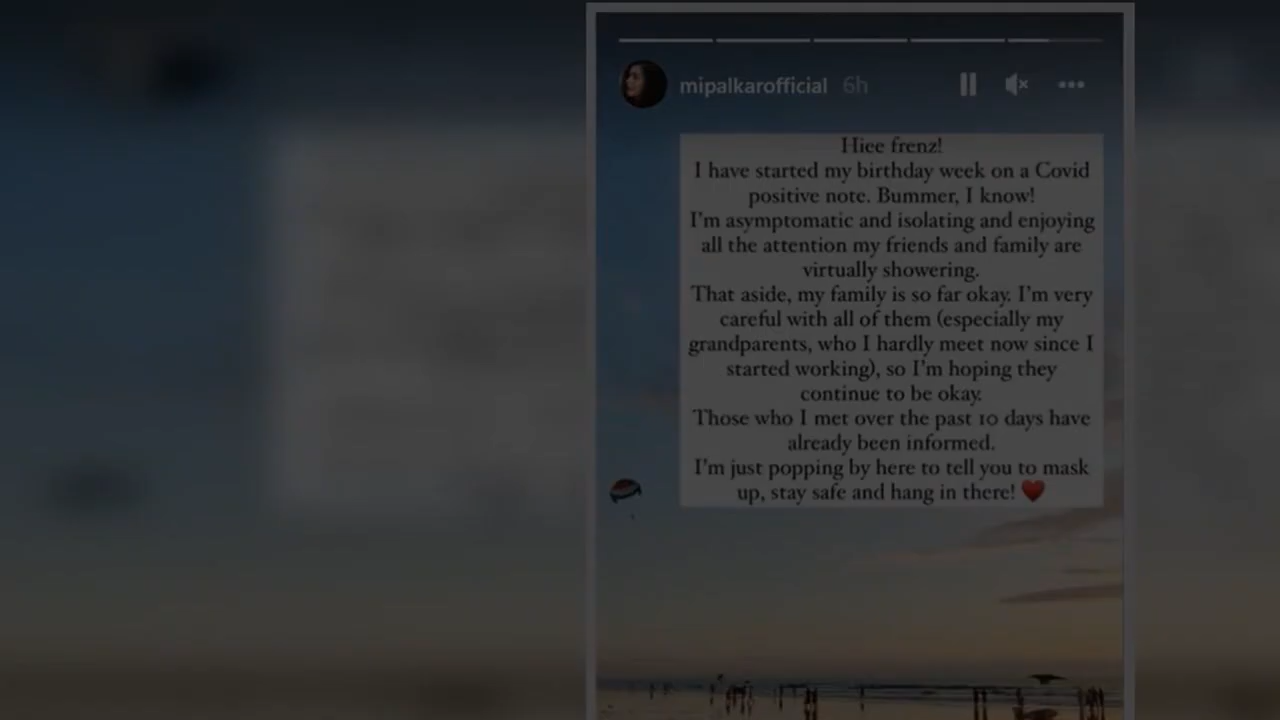 mipalkarofficial 6h
Hiee frenz!
I have started my birthday week on a Covid
positive note. Bummer, I know!
I'm asymptomatic and isolating and enjoying
all the attention my friends and family are
virtually showering.
That aside, my family is so far okay. I'm very
careful with all of them (especially my
grandparents, who I hardly meet now since I
started working), so I'm hoping they
continue to be okay.
Those who I met over the past 10 days have
already been informed.
I'm just popping by here to tell you to mask
up, stay safe and hang in there! ❤️